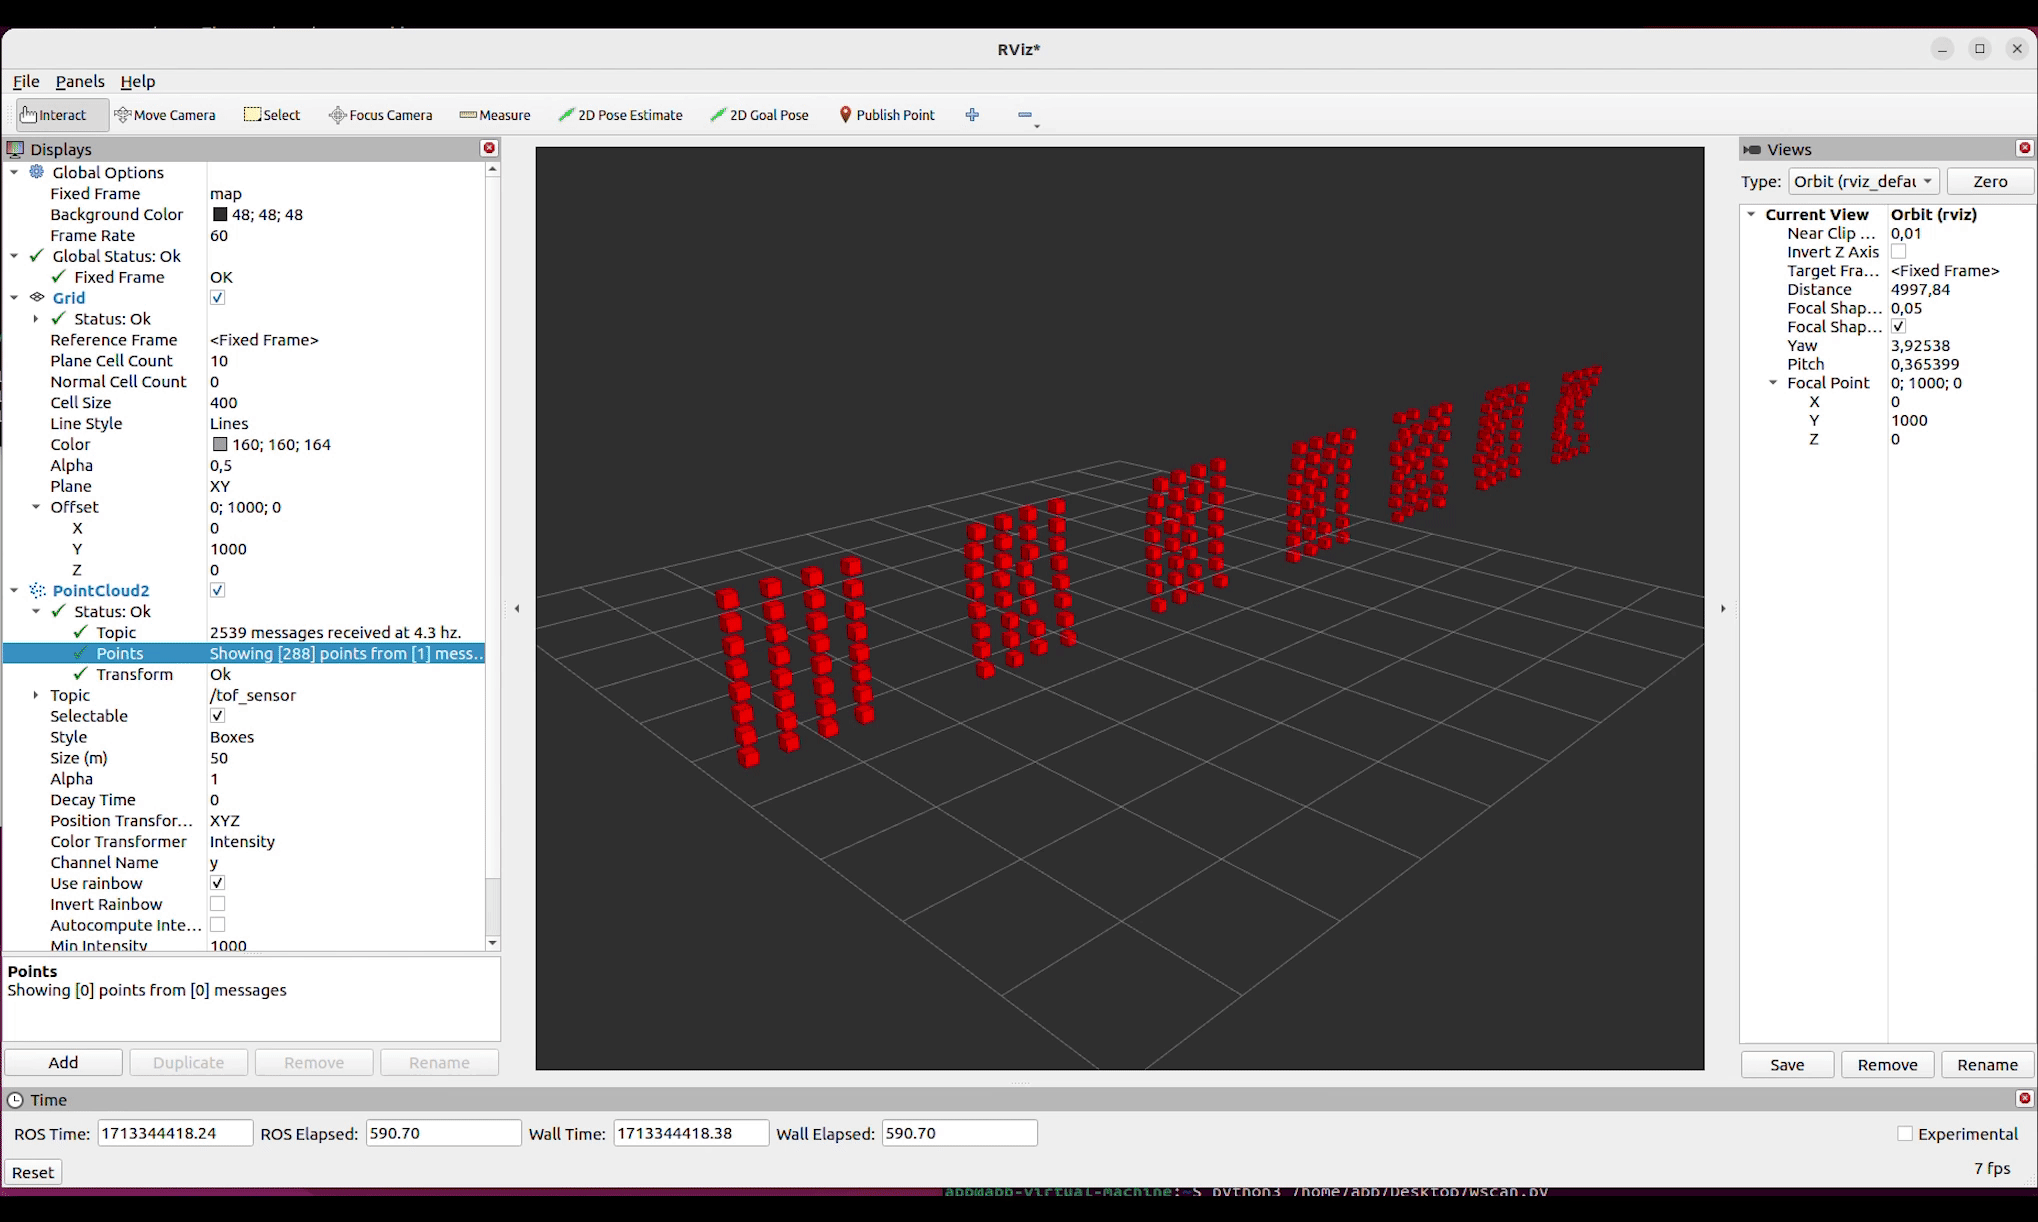 RViz*
File Panels Help
Interact Move Camera Select Focus Camera Measure 2D Pose Estimate 2D Goal Pose Publish Point
Displays
Global Options
Fixed Frame map
Background Color 48; 48; 48
Frame Rate 60
Global Status: Ok
Fixed Frame OK
Grid
Status: Ok
Reference Frame <Fixed Frame>
Plane Cell Count 10
Normal Cell Count 0
Cell Size 400
Line Style Lines
Color 160; 160; 164
Alpha 0,5
Plane XY
Offset 0; 1000; 0
X 0
Y 1000
Z 0
PointCloud2
Status: Ok
Topic 2539 messages received at 4.3 hz.
Points Showing [288] points from [1] mess...
Transform Ok
Topic /tof_sensor
Selectable
Style Boxes
Size (m) 50
Alpha 1
Decay Time 0
Position Transfor... XYZ
Color Transformer Intensity
Channel Name y
Use rainbow
Invert Rainbow
Autocompute Inte...
Min Intensity 1000
Points
Showing [0] points from [0] messages
Add Duplicate Remove Rename
Views
Type: Orbit (rviz_defau Zero
Current View Orbit (rviz)
Near Clip ... 0,01
Invert Z Axis
Target Fra... <Fixed Frame>
Distance 4997,84
Focal Shap... 0,05
Focal Shap...
Yaw 3,92538
Pitch 0,365399
Focal Point 0; 1000; 0
X 0
Y 1000
Z 0
Save Remove Rename
Time
ROS Time: 1713344418.24 ROS Elapsed: 590.70 Wall Time: 1713344418.38 Wall Elapsed: 590.70 Experimental
Reset 7 fps
abb@abb-virtual-machine:~$ python3 /home/abb/Desktop/wscan.py